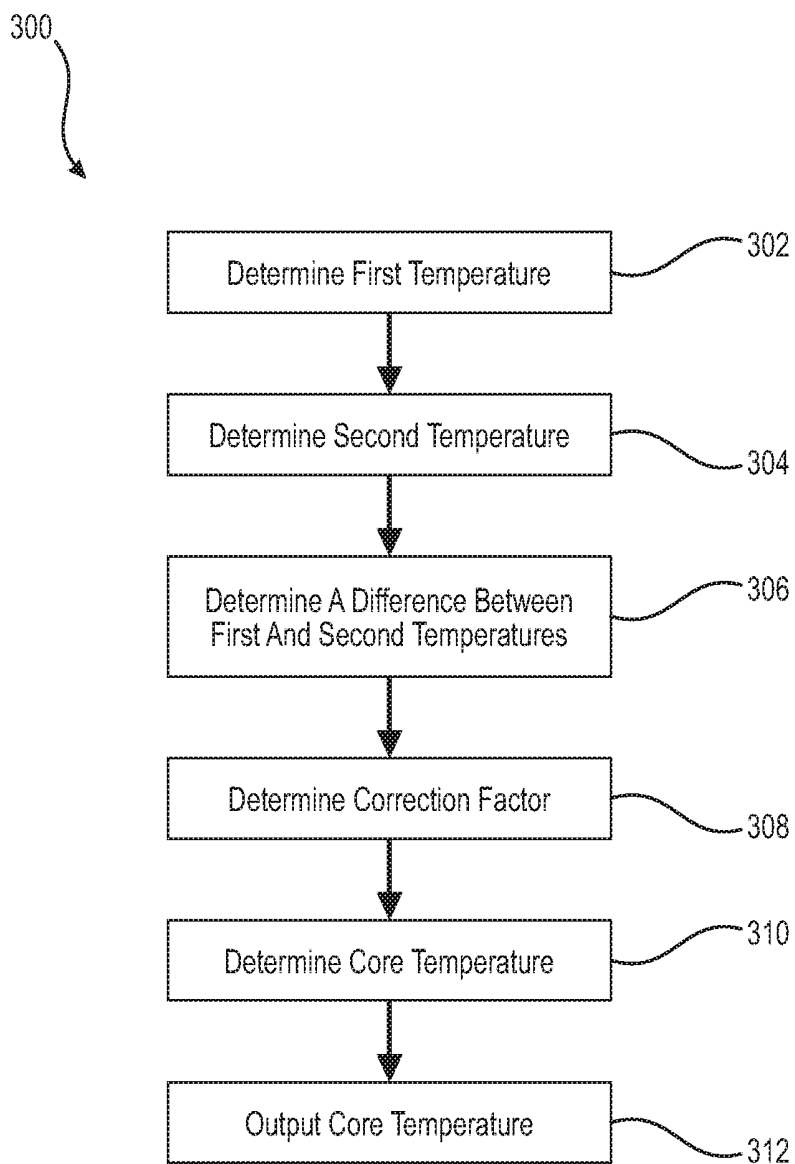 300
Determine First Temperature
302
Determine Second Temperature
304
Determine A Difference Between
First And Second Temperatures
306
Determine Correction Factor
308
Determine Core Temperature
310
Output Core Temperature
312